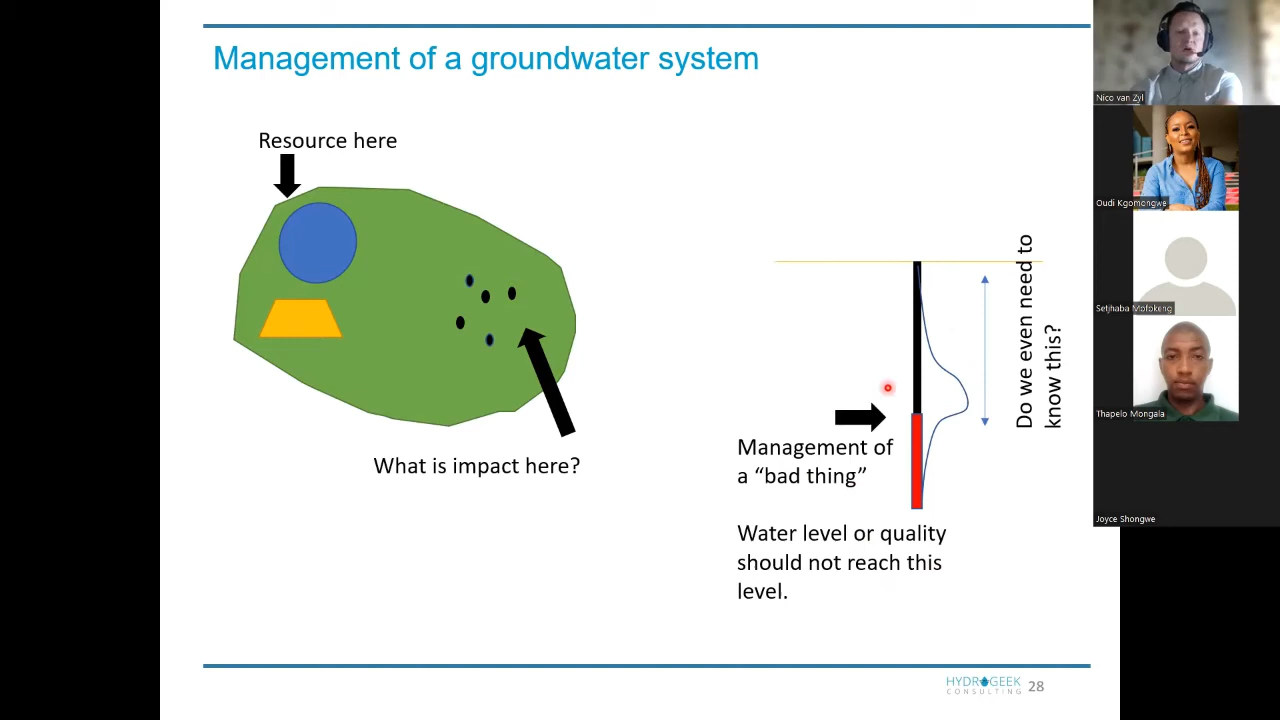 Management of a groundwater system
Resource here
What is impact here?
Do we even need to
know this?
Management of
a “bad thing”
Water level or quality
should not reach this
level.
HYDROGEEK
CONSULTING
28
Nico van Zyl
Oudi Kgomongwe
Setjhaba Mofokeng
Thapelo Mongala
Joyce Shongwe